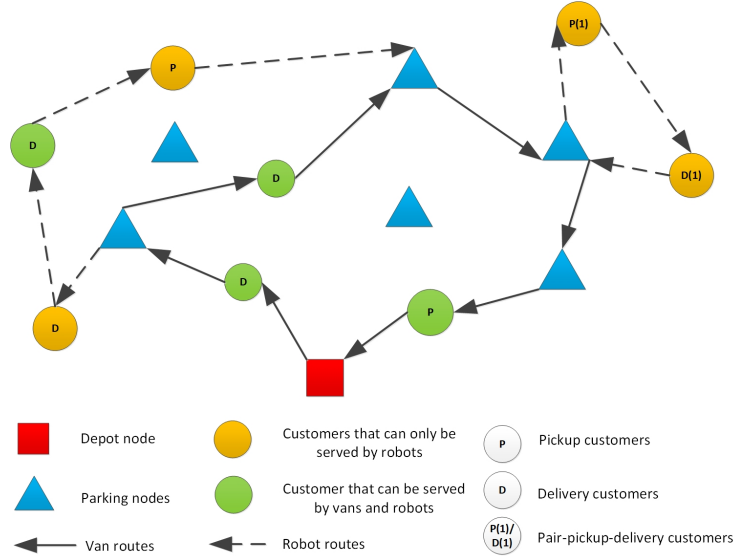 P(1)
P
D
D
D(1)
D
P
D
Depot node
Customers that can only be
served by robots
P
Pickup customers
Parking nodes
Customer that can be served
by vans and robots
D
Delivery customers
Van routes
Robot routes
P(1)/
D(1)
Pair-pickup-delivery customers